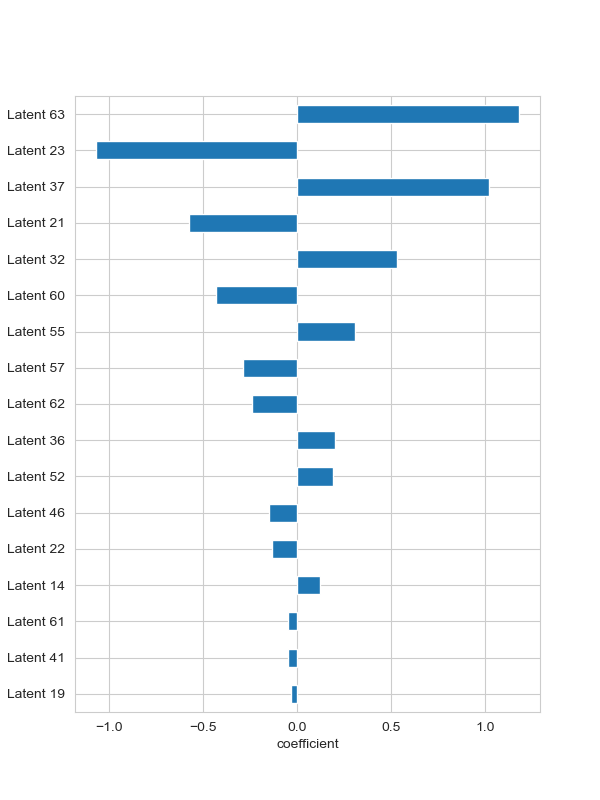 Latent 63
Latent 23
Latent 37
Latent 21
Latent 32
Latent 60
Latent 55
Latent 57
Latent 62
Latent 36
Latent 52
Latent 46
Latent 22
Latent 14
Latent 61
Latent 41
Latent 19
−1.0 −0.5 0.0 0.5 1.0
coefficient